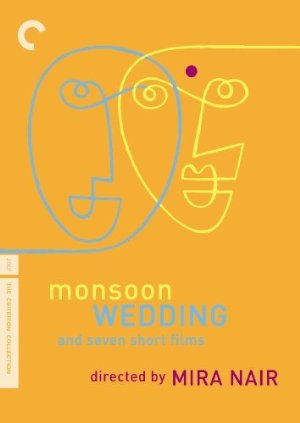 monsoon
WEDDING
and seven short films
directed by MIRA NAIR
THE CRITERION COLLECTION